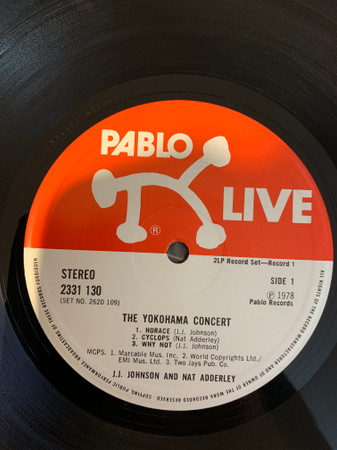 PABLO
LIVE
®
2LP Record Set—Record 1
STEREO
2331 130
(SET NO. 2620 109)
SIDE 1
℗ 1978
Pablo Records
THE YOKOHAMA CONCERT
1. HORACE (J.J. Johnson)
2. CYCLOPS (Nat Adderley)
3. WHY NOT (J.J. Johnson)
MCPS. 1. Marcable Mus. Inc. 2. World Copyrights Ltd./
EMI Mus. Ltd. 3. Two Jays Pub. Co.
J.J. JOHNSON AND NAT ADDERLEY